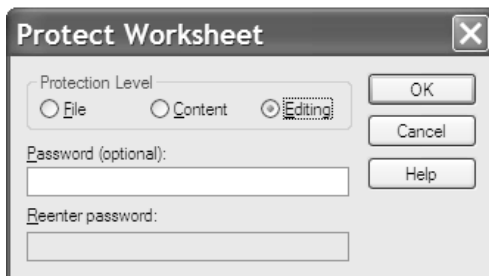 Protect Worksheet
Protection Level
File Content Editing
OK
Cancel
Password (optional):
Help
Reenter password: